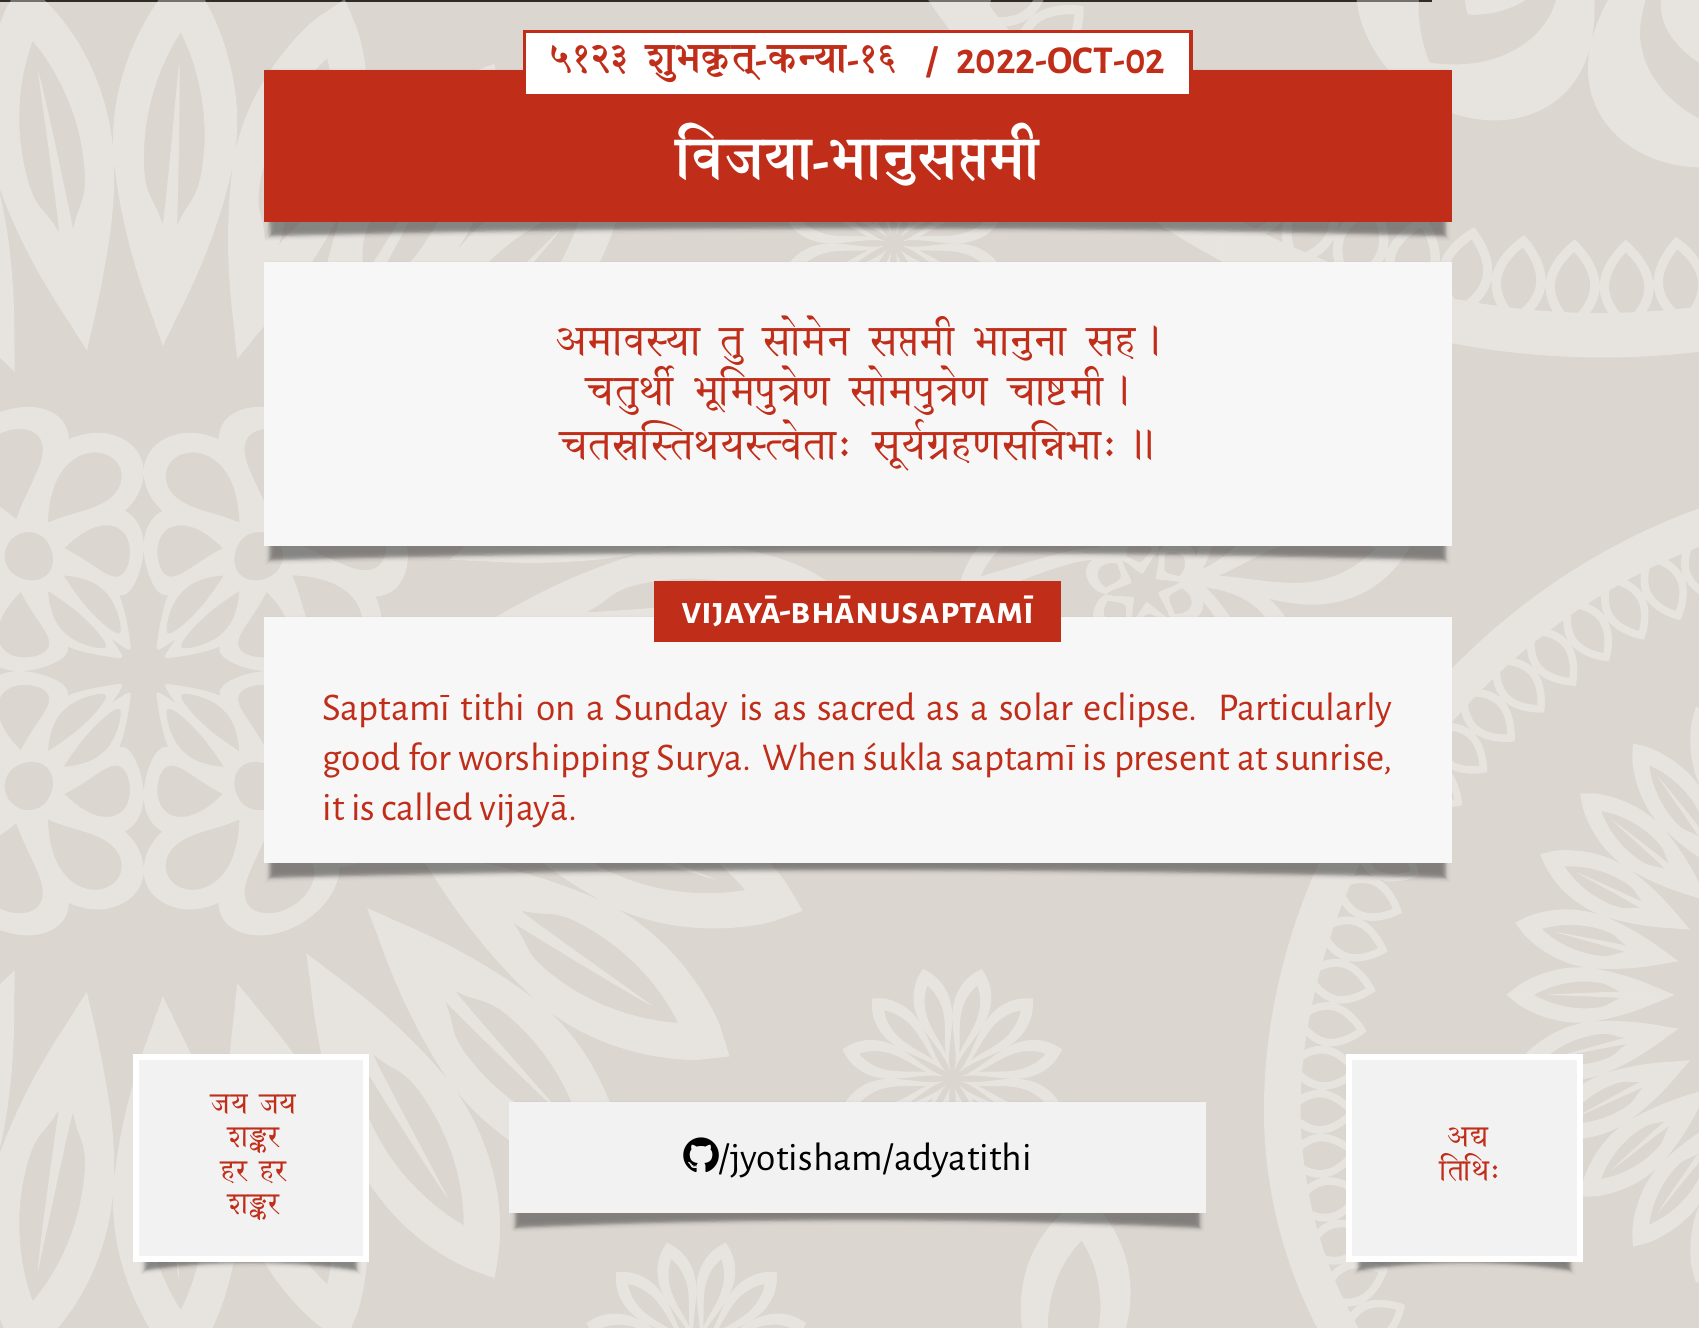 ५१२३ शुभकृत्-कन्या-१६ / 2022-OCT-02
विजया-भानुसप्तमी
अमावस्या तु सोमेन सप्तमी भानुना सह।
चतुर्थी भूमिपुत्रेण सोमपुत्रेण चाष्टमी।
चतस्रस्तिथयस्त्वेताः सूर्यग्रहणसन्निभाः॥
VIJAYĀ-BHĀNUSAPTAMĪ
Saptamī tithi on a Sunday is as sacred as a solar eclipse. Particularly
good for worshipping Surya. When śukla saptamī is present at sunrise,
it is called vijayā.
जय जय
शङ्कर
हर हर
शङ्कर
/jyotisham/adyatithi
अद्य
तिथिः